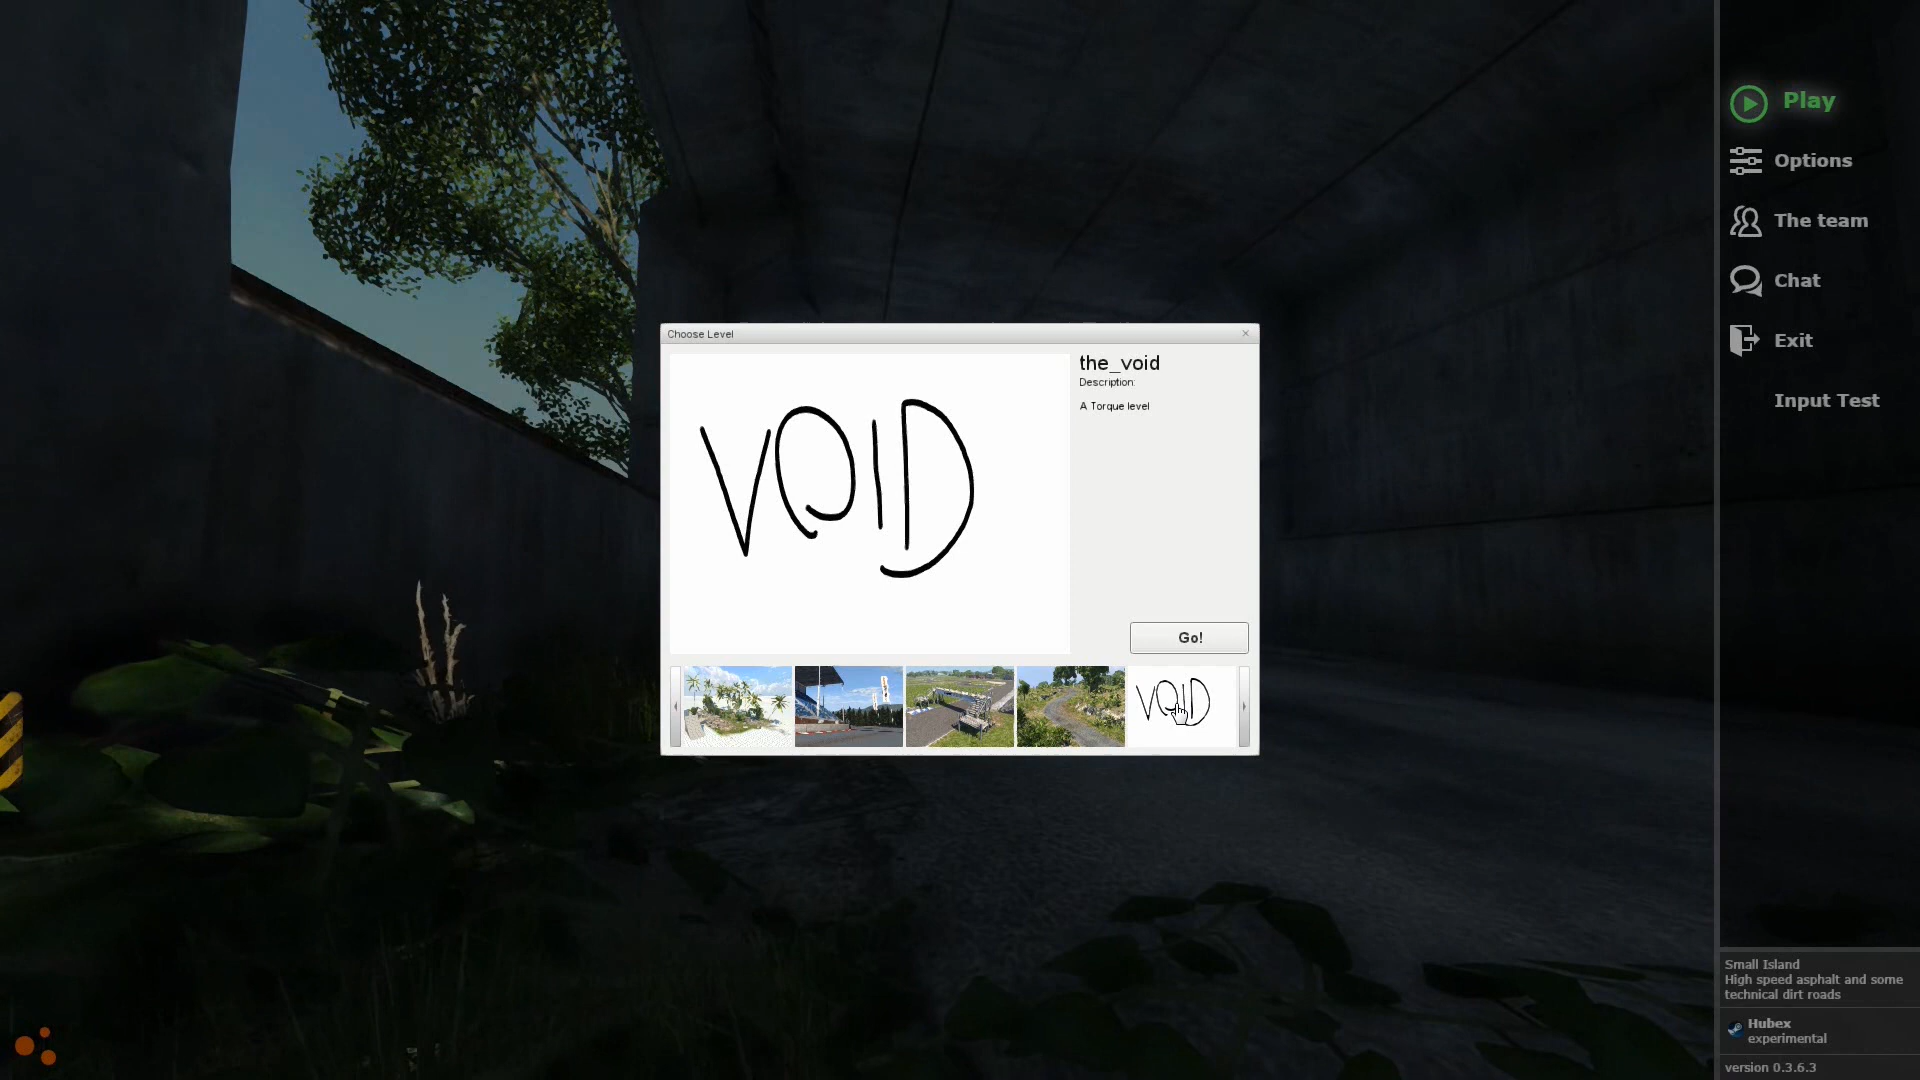 Choose Level
the_void
Description:
A Torque level
VOID
Go!
VOID
Play
Options
The team
Chat
Exit
Input Test
Small Island
High speed asphalt and some
technical dirt roads
Hubex
experimental
version 0.3.6.3